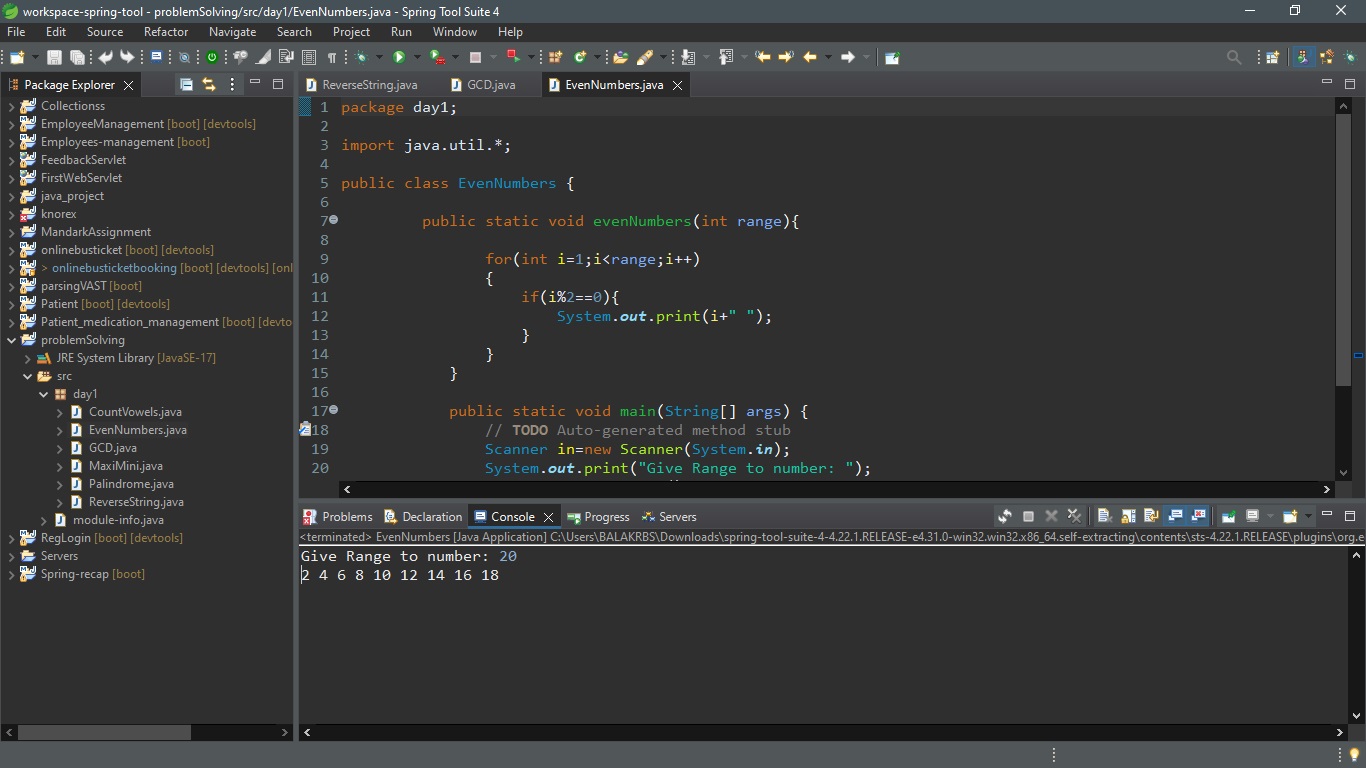 workspace-spring-tool - problemSolving/src/day1/EvenNumbers.java - Spring Tool Suite 4
File Edit Source Refactor Navigate Search Project Run Window Help
Package Explorer
Collectionss
EmployeeManagement [boot] [devtools]
Employees-management [boot]
FeedbackServlet
FirstWebServlet
java_project
knorex
MandarkAssignment
onlinebusticket [boot] [devtools]
> onlinebusticketbooking [boot] [devtools] [onl
parsingVAST [boot]
Patient [boot] [devtools]
Patient_medication_management [boot] [devto
problemSolving
JRE System Library [JavaSE-17]
src
day1
CountVowels.java
EvenNumbers.java
GCD.java
MaxiMini.java
Palindrome.java
ReverseString.java
module-info.java
RegLogin [boot] [devtools]
Servers
Spring-recap [boot]
ReverseString.java GCD.java EvenNumbers.java
1 package day1;
2
3 import java.util.*;
4
5 public class EvenNumbers {
6
7 public static void evenNumbers(int range){
8
9 for(int i=1;i<range;i++)
10 {
11 if(i%2==0){
12 System.out.print(i+" ");
13 }
14 }
15 }
16
17 public static void main(String[] args) {
18 // TODO Auto-generated method stub
19 Scanner in=new Scanner(System.in);
20 System.out.print("Give Range to number: ");
Problems Declaration Console Progress Servers
<terminated> EvenNumbers [Java Application] C:\Users\BALAKRBS\Downloads\spring-tool-suite-4-4.22.1.RELEASE-e4.31.0-win32.win32.x86_64.self-extracting\contents\sts-4.22.1.RELEASE\plugins\org.e
Give Range to number: 20
2 4 6 8 10 12 14 16 18